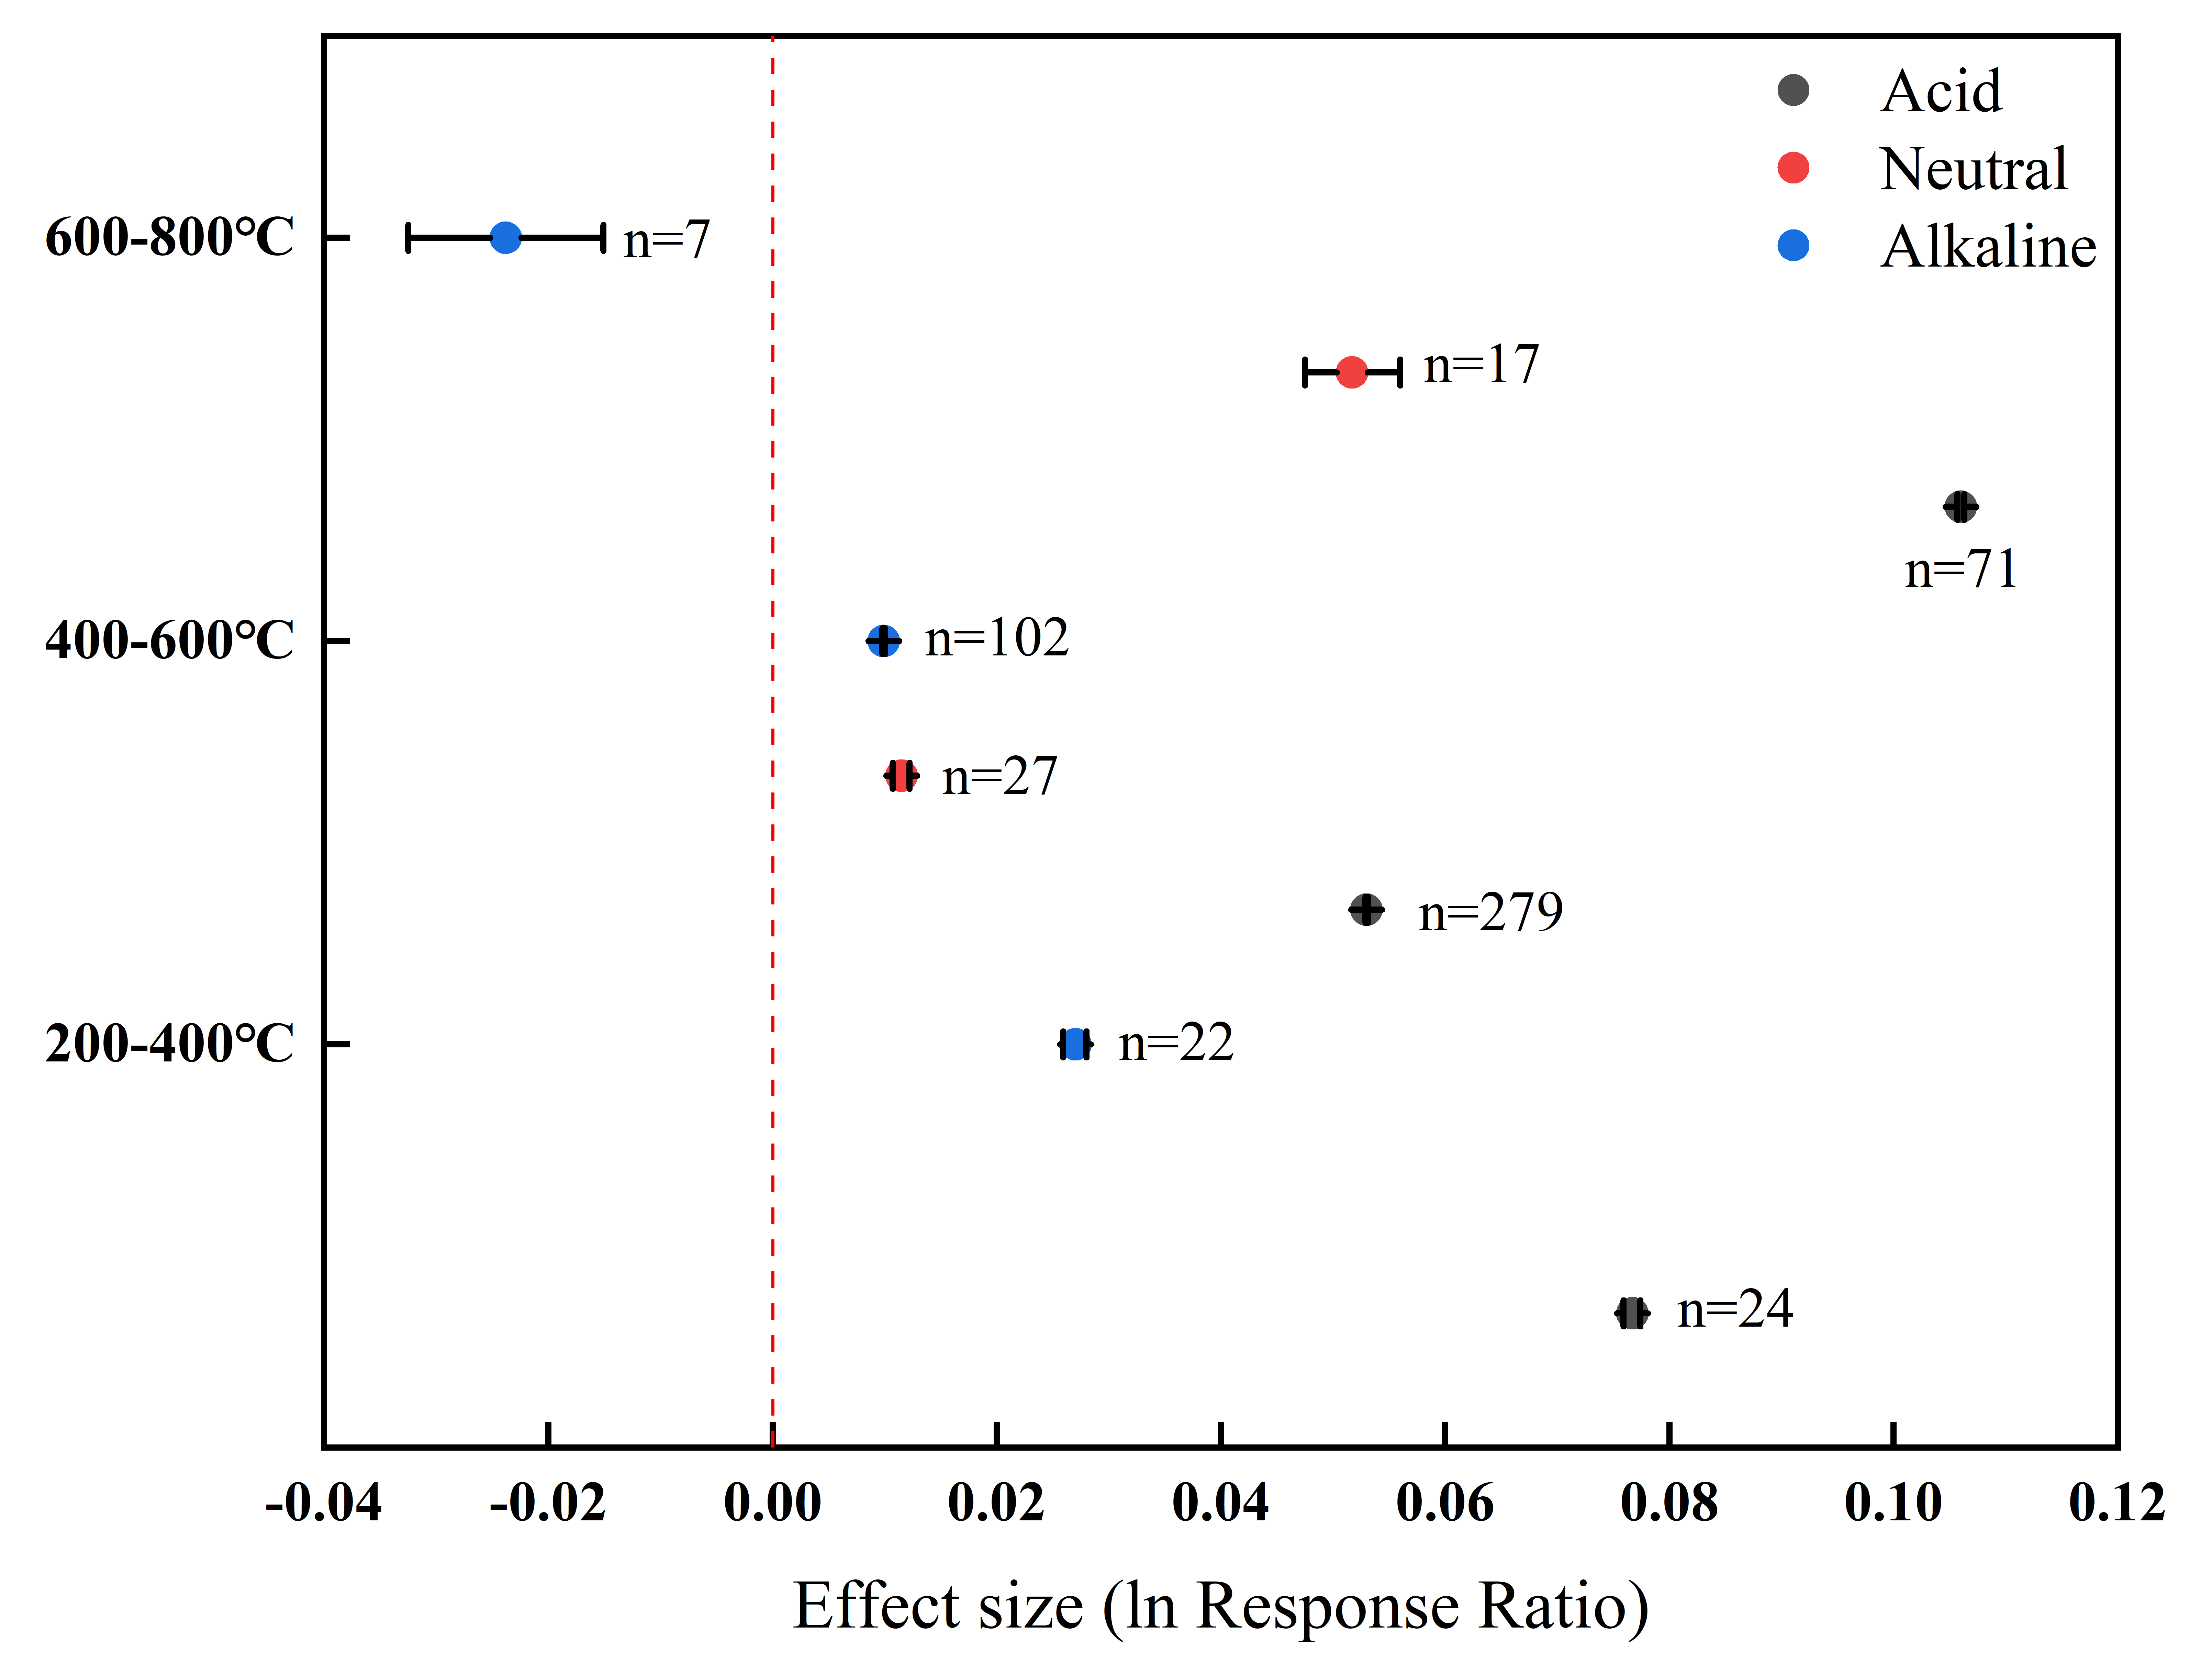 Acid
Neutral
Alkaline
600-800℃
n=7
n=17
n=71
400-600℃
n=102
n=27
n=279
200-400℃
n=22
n=24
-0.04 -0.02 0.00 0.02 0.04 0.06 0.08 0.10 0.12
Effect size (ln Response Ratio)